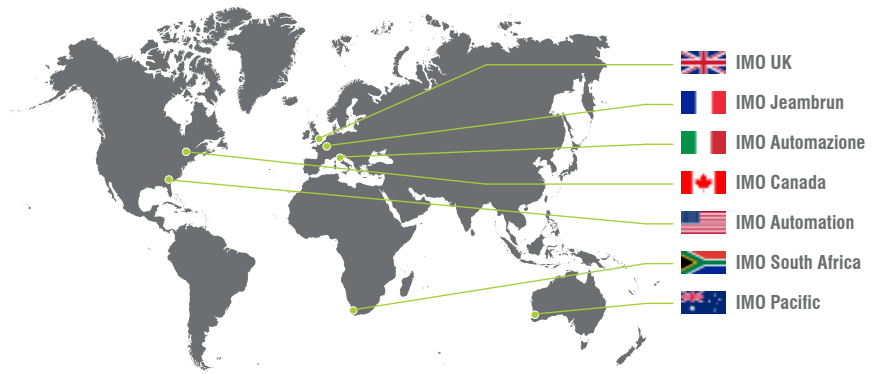 IMO UK
IMO Jeambrun
IMO Automazione
IMO Canada
IMO Automation
IMO South Africa
IMO Pacific